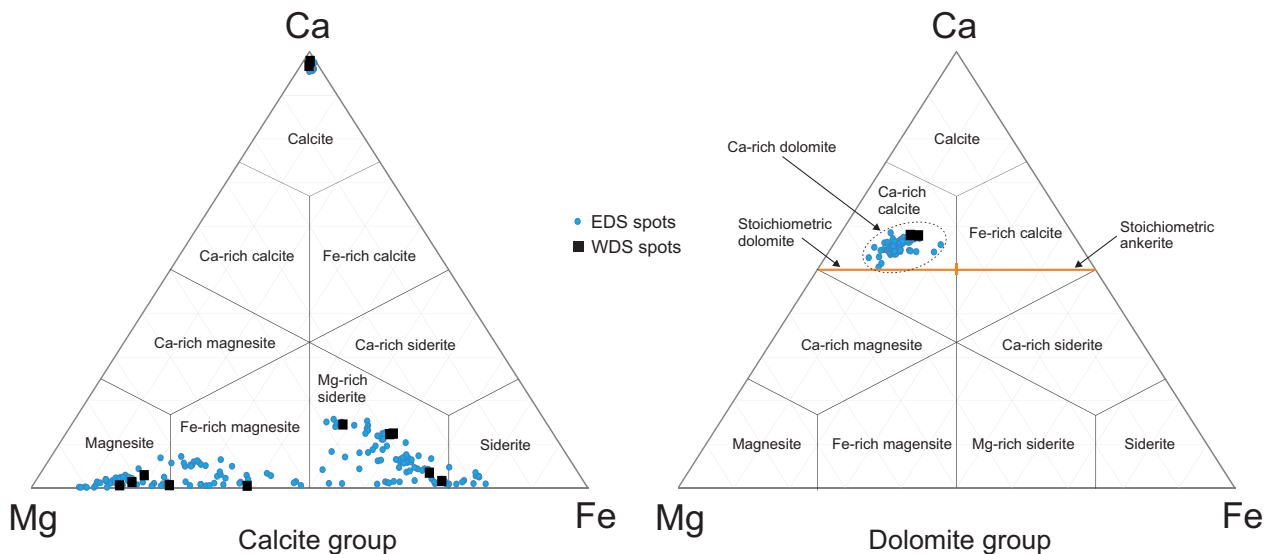 Ca
Calcite
Ca-rich calcite
Fe-rich calcite
Ca-rich magnesite
Ca-rich siderite
Mg-rich
siderite
Fe-rich magnesite
Magnesite
Siderite
Mg
Fe
Calcite group
EDS spots
WDS spots
Ca
Calcite
Ca-rich dolomite
Ca-rich
calcite
Fe-rich calcite
Stoichiometric
dolomite
Stoichiometric
ankerite
Ca-rich magnesite
Ca-rich siderite
Magnesite
Fe-rich magensite
Mg-rich siderite
Siderite
Mg
Fe
Dolomite group